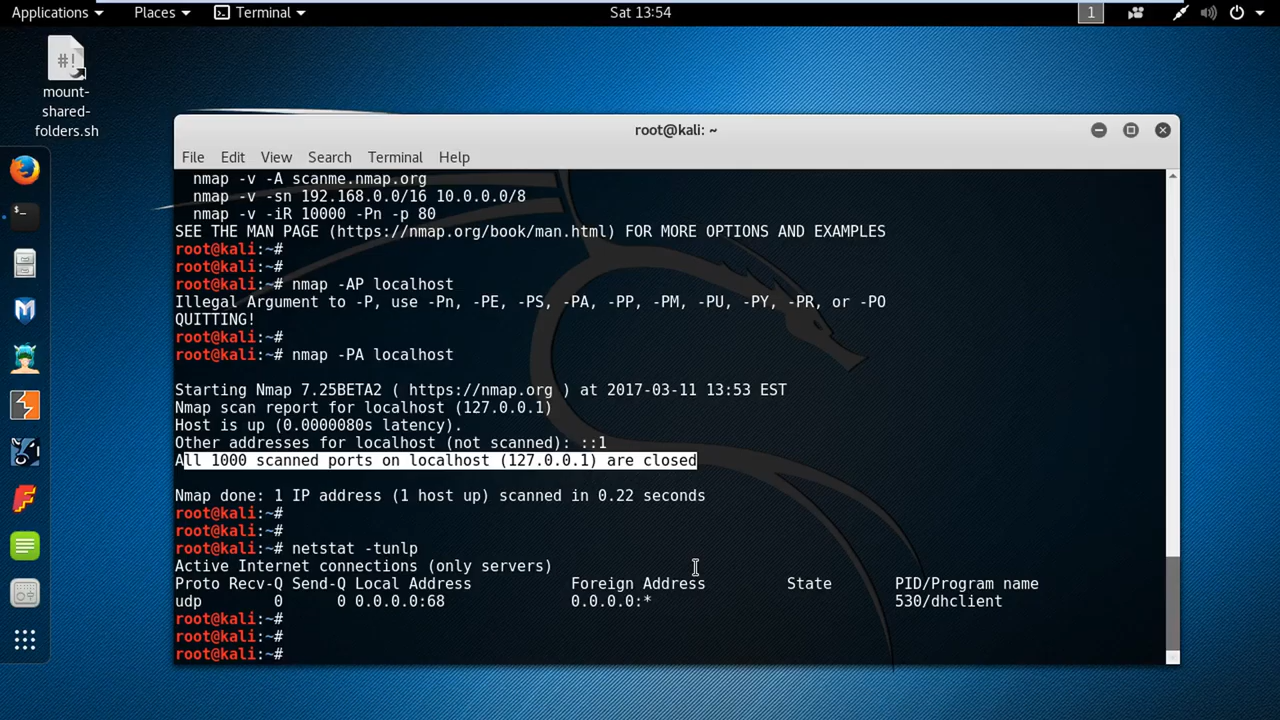 Applications Places Terminal Sat 13:54 1
#!
mount-
shared-
folders.sh
root@kali: ~
File Edit View Search Terminal Help
nmap -v -A scanme.nmap.org
nmap -v -sn 192.168.0.0/16 10.0.0.0/8
nmap -v -iR 10000 -Pn -p 80
SEE THE MAN PAGE (https://nmap.org/book/man.html) FOR MORE OPTIONS AND EXAMPLES
root@kali:~#
root@kali:~#
root@kali:~# nmap -AP localhost
Illegal Argument to -P, use -Pn, -PE, -PS, -PA, -PP, -PM, -PU, -PY, -PR, or -PO
QUITTING!
root@kali:~#
root@kali:~# nmap -PA localhost
Starting Nmap 7.25BETA2 ( https://nmap.org ) at 2017-03-11 13:53 EST
Nmap scan report for localhost (127.0.0.1)
Host is up (0.0000080s latency).
Other addresses for localhost (not scanned): ::1
All 1000 scanned ports on localhost (127.0.0.1) are closed
Nmap done: 1 IP address (1 host up) scanned in 0.22 seconds
root@kali:~#
root@kali:~#
root@kali:~# netstat -tunlp
Active Internet connections (only servers)
Proto Recv-Q Send-Q Local Address Foreign Address State PID/Program name
udp 0 0 0.0.0.0:68 0.0.0.0:* 530/dhclient
root@kali:~#
root@kali:~#
root@kali:~#